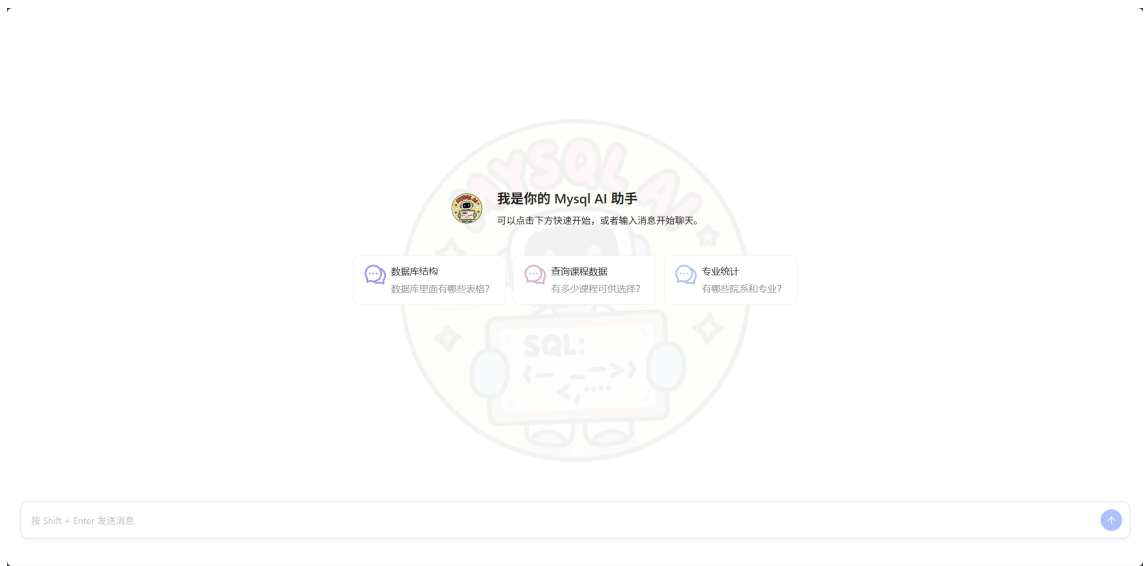 MYSQL AI
我是你的 Mysql AI 助手
可以点击下方快速开始，或者输入消息开始聊天。
数据库结构
数据库里面有哪些表格?
查询课程数据
有多少课程可供选择?
专业统计
有哪些院系和专业?
SQL:
{— _ —>}
<,····
按 Shift + Enter 发送消息